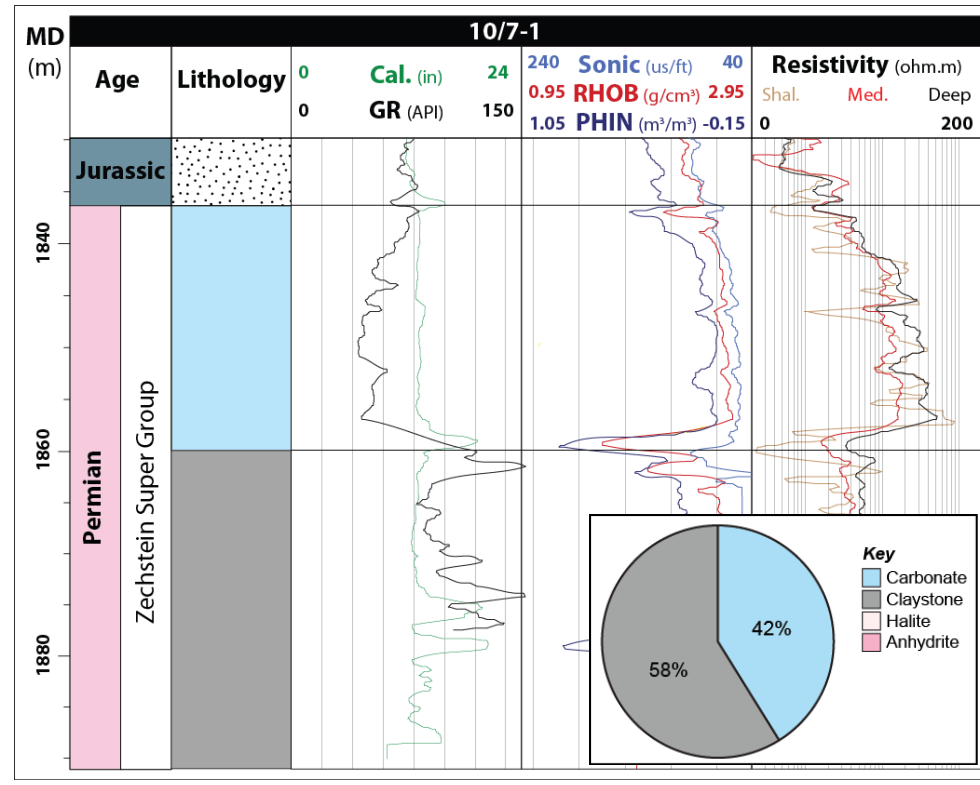 10/7-1
MD
(m)
Age
Lithology
0 Cal. (in) 24
0 GR (API) 150
240 Sonic (us/ft) 40
0.95 RHOB (g/cm³) 2.95
1.05 PHIN (m³/m³) -0.15
Resistivity (ohm.m)
Shal. Med. Deep
0 200
Jurassic
1840
1860
1880
Permian
Zechstein Super Group
42%
58%
Key
Carbonate
Claystone
Halite
Anhydrite